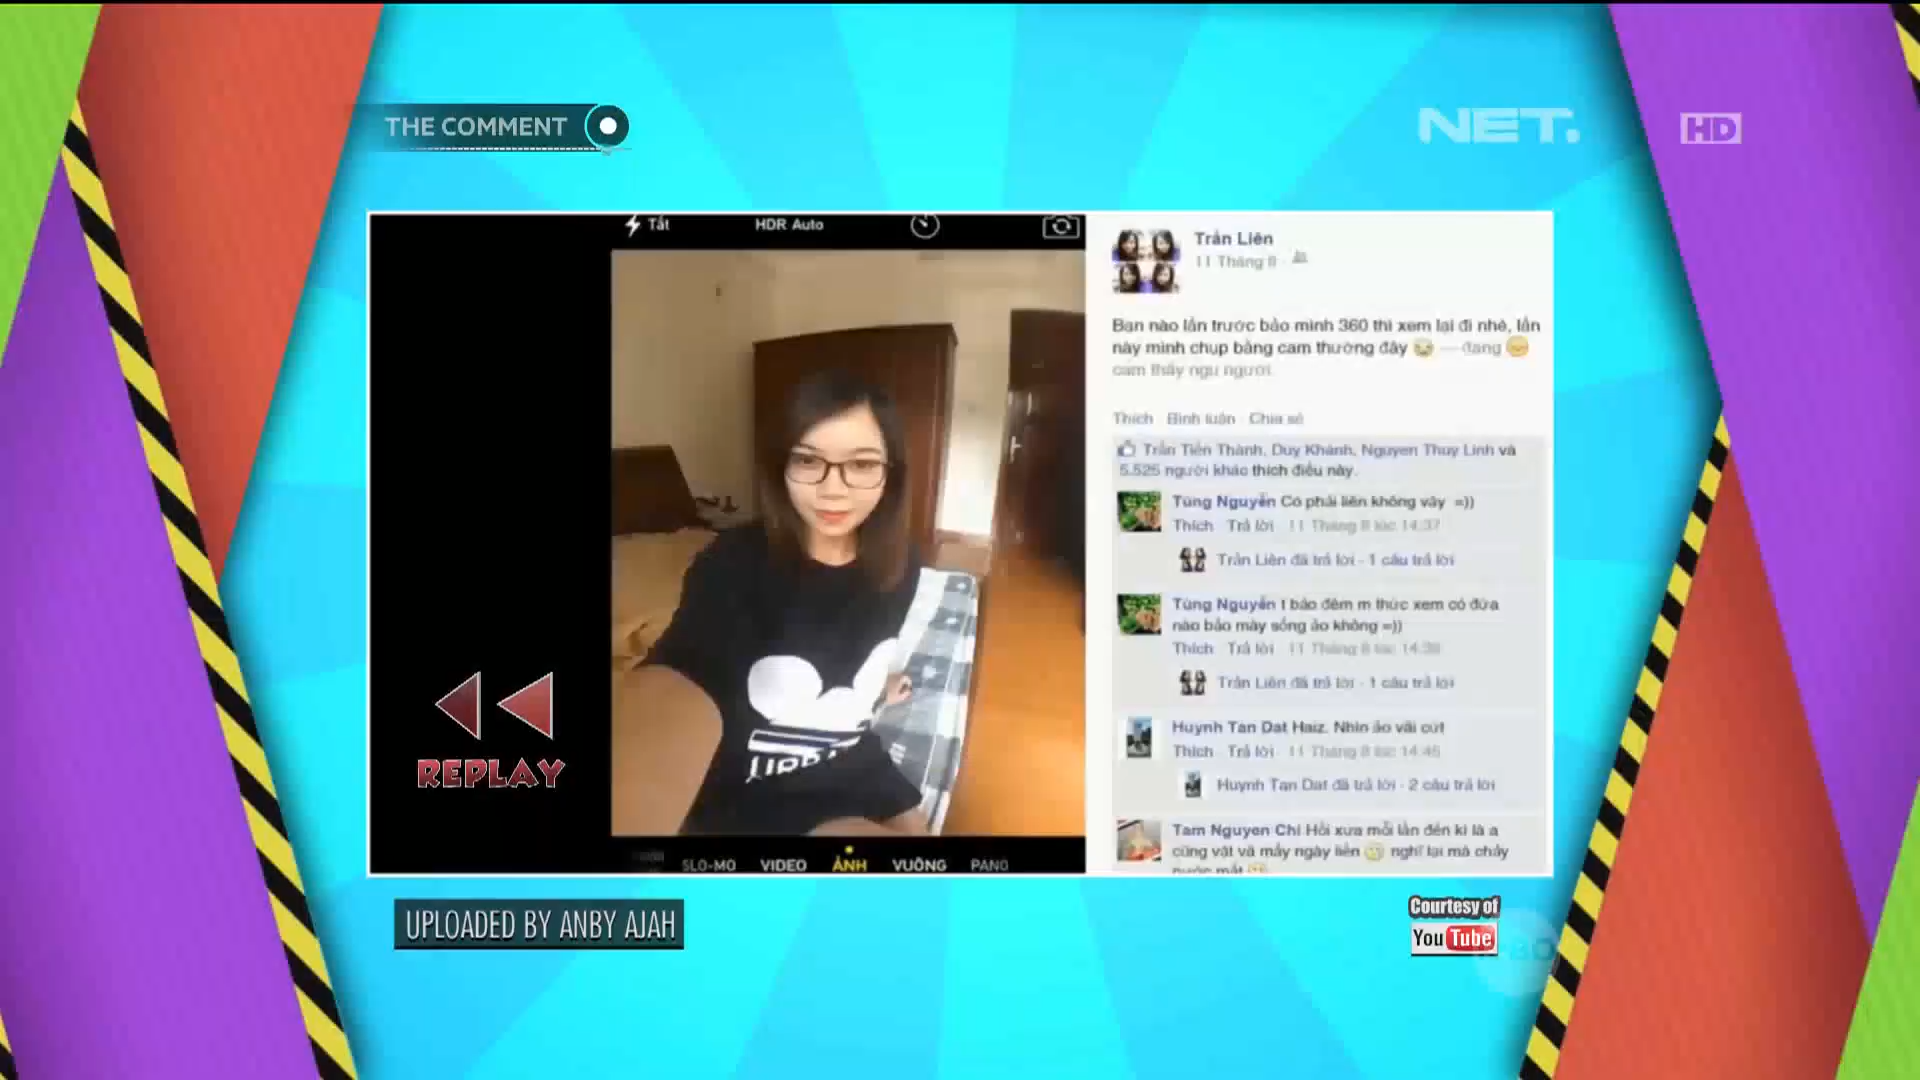 THE COMMENT
NET.
HD
Tắt
HDR Auto
Trần Liên
11 Tháng 8
Bạn nào lần trước bảo mình 360 thì xem lại đi nhé, lần
này mình chụp bằng cam thường đây — đang
cảm thấy ngu người.
Thích · Bình luận · Chia sẻ
Trần Tiến Thành, Duy Khánh, Nguyen Thuy Linh và
5.525 người khác thích điều này.
Tùng Nguyễn Có phải liên không vậy =))
Thích · Trả lời · 11 Tháng 8 lúc 14:37
Trần Liên đã trả lời · 1 câu trả lời
Tùng Nguyễn t bảo đêm m thức xem có đứa
nào bảo mày sống ảo không =))
Thích · Trả lời · 11 Tháng 8 lúc 14:38
Trần Liên đã trả lời · 1 câu trả lời
Huynh Tan Dat Haiz. Nhìn ảo vãi cứt
Thích · Trả lời · 11 Tháng 8 lúc 14:45
Huynh Tan Dat đã trả lời · 2 câu trả lời
Tam Nguyen Chi Hồi xưa mỗi lần đến kì là a
cũng vật vã mấy ngày liền nghĩ lại mà chảy
nước mắt
REPLAY
SLO-MO VIDEO ẢNH VUÔNG PANO
UPLOADED BY ANBY AJAH
Courtesy of
YouTube